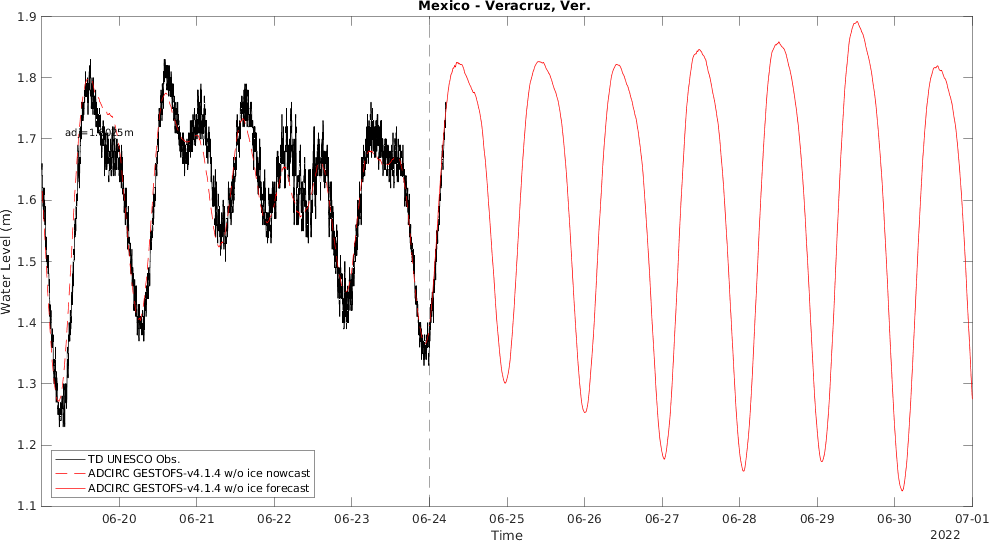 Mexico - Veracruz, Ver.
1.9
1.8
1.7
1.6
1.5
1.4
1.3
1.2
1.1
Water Level (m)
TD UNESCO Obs.
ADCIRC GESTOFS-v4.1.4 w/o ice nowcast
ADCIRC GESTOFS-v4.1.4 w/o ice forecast
06-20 06-21 06-22 06-23 06-24 06-25 06-26 06-27 06-28 06-29 06-30 07-01
Time
2022